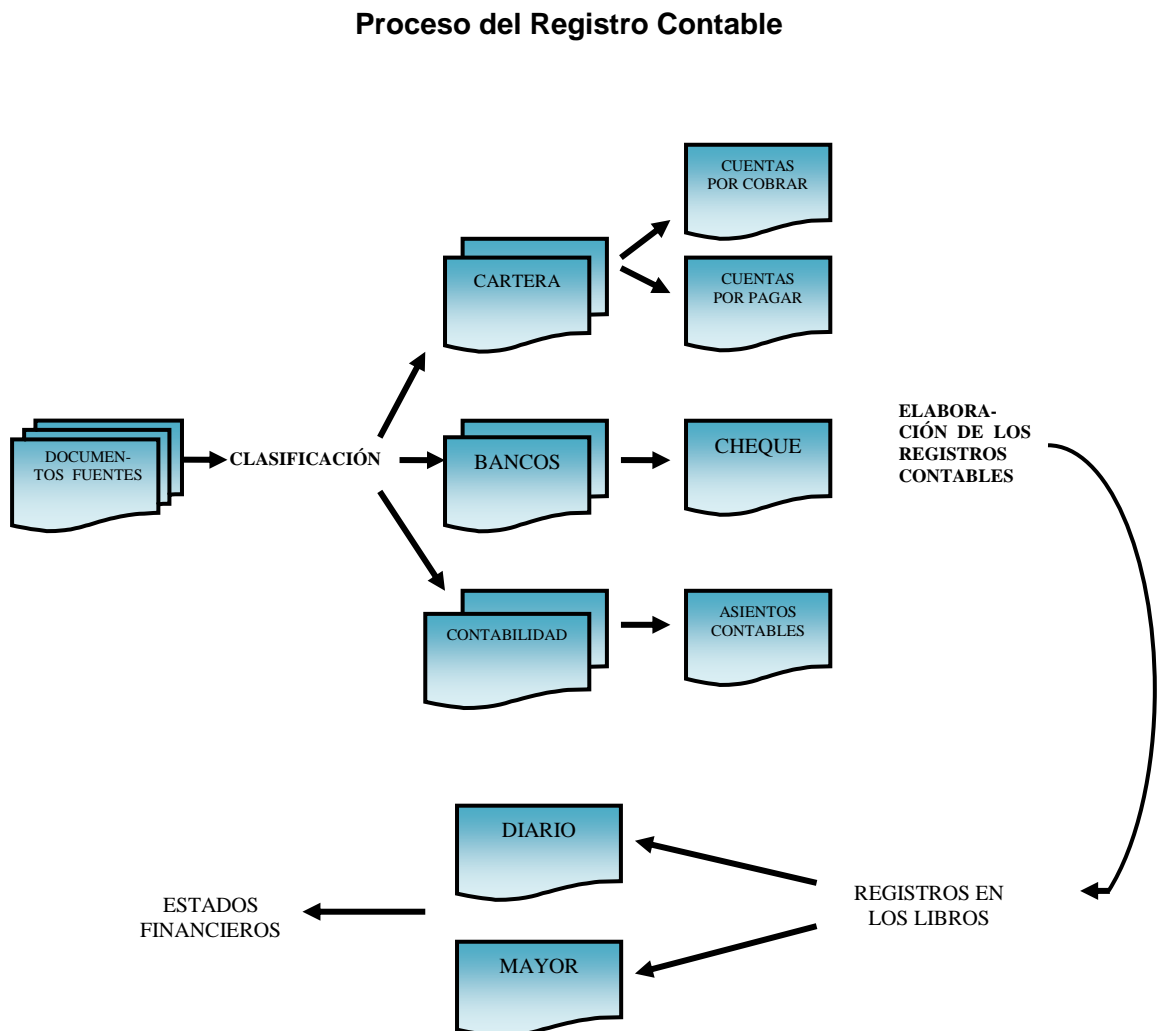 Proceso del Registro Contable
CUENTAS
POR COBRAR
CARTERA
CUENTAS
POR PAGAR
DOCUMEN-
TOS FUENTES
CLASIFICACIÓN
BANCOS
CHEQUE
ELABORA-
CIÓN DE LOS
REGISTROS
CONTABLES
CONTABILIDAD
ASIENTOS
CONTABLES
DIARIO
ESTADOS
FINANCIEROS
REGISTROS EN
LOS LIBROS
MAYOR